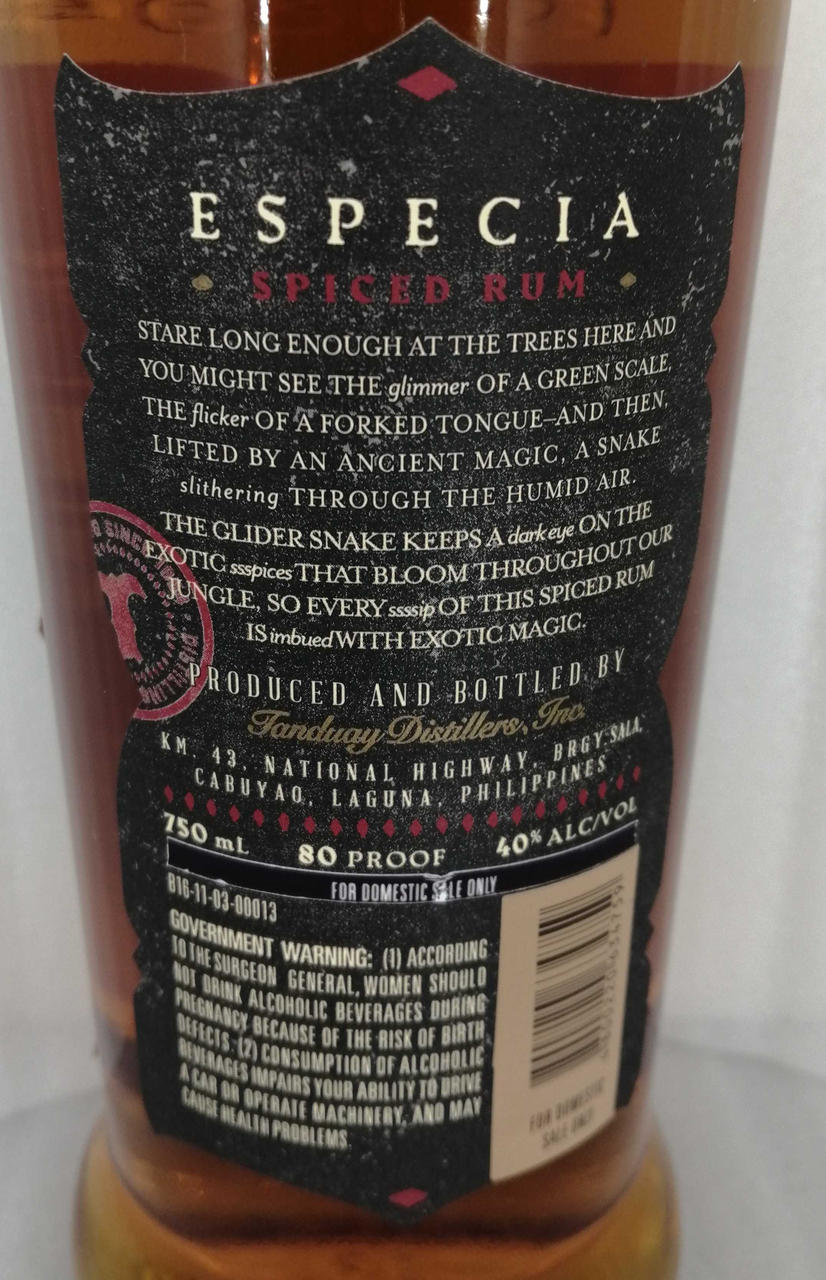 ESPECIA
SPICED RUM
STARE LONG ENOUGH AT THE TREES HERE AND
YOU MIGHT SEE THE glimmer OF A GREEN SCALE,
THE flicker OF A FORKED TONGUE–AND THEN,
LIFTED BY AN ANCIENT MAGIC, A SNAKE
slithering THROUGH THE HUMID AIR.
THE GLIDER SNAKE KEEPS A dark eye ON THE
EXOTIC ssspices THAT BLOOM THROUGHOUT OUR
JUNGLE, SO EVERY ssssip OF THIS SPICED RUM
IS imbued WITH EXOTIC MAGIC.
SINCE
T
DISTILLING
PRODUCED AND BOTTLED BY
Tanduay Distillers, Inc.
KM. 43, NATIONAL HIGHWAY, BRGY. SALA,
CABUYAO, LAGUNA, PHILIPPINES
750 mL 80 PROOF 40% ALC/VOL
FOR DOMESTIC SALE ONLY
B16-11-03-00013
GOVERNMENT WARNING: (1) ACCORDING
TO THE SURGEON GENERAL, WOMEN SHOULD
NOT DRINK ALCOHOLIC BEVERAGES DURING
PREGNANCY BECAUSE OF THE RISK OF BIRTH
DEFECTS. (2) CONSUMPTION OF ALCOHOLIC
BEVERAGES IMPAIRS YOUR ABILITY TO DRIVE
A CAR OR OPERATE MACHINERY, AND MAY
CAUSE HEALTH PROBLEMS.
FOR DOMESTIC
SALE ONLY